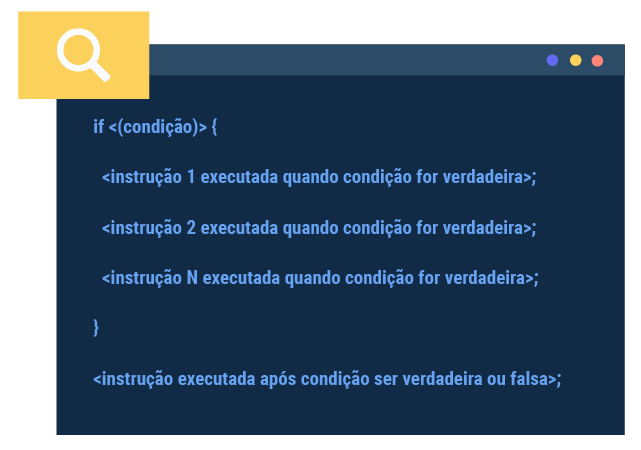 if <(condição)> {
<instrução 1 executada quando condição for verdadeira>;
<instrução 2 executada quando condição for verdadeira>;
<instrução N executada quando condição for verdadeira>;
}
<instrução executada após condição ser verdadeira ou falsa>;